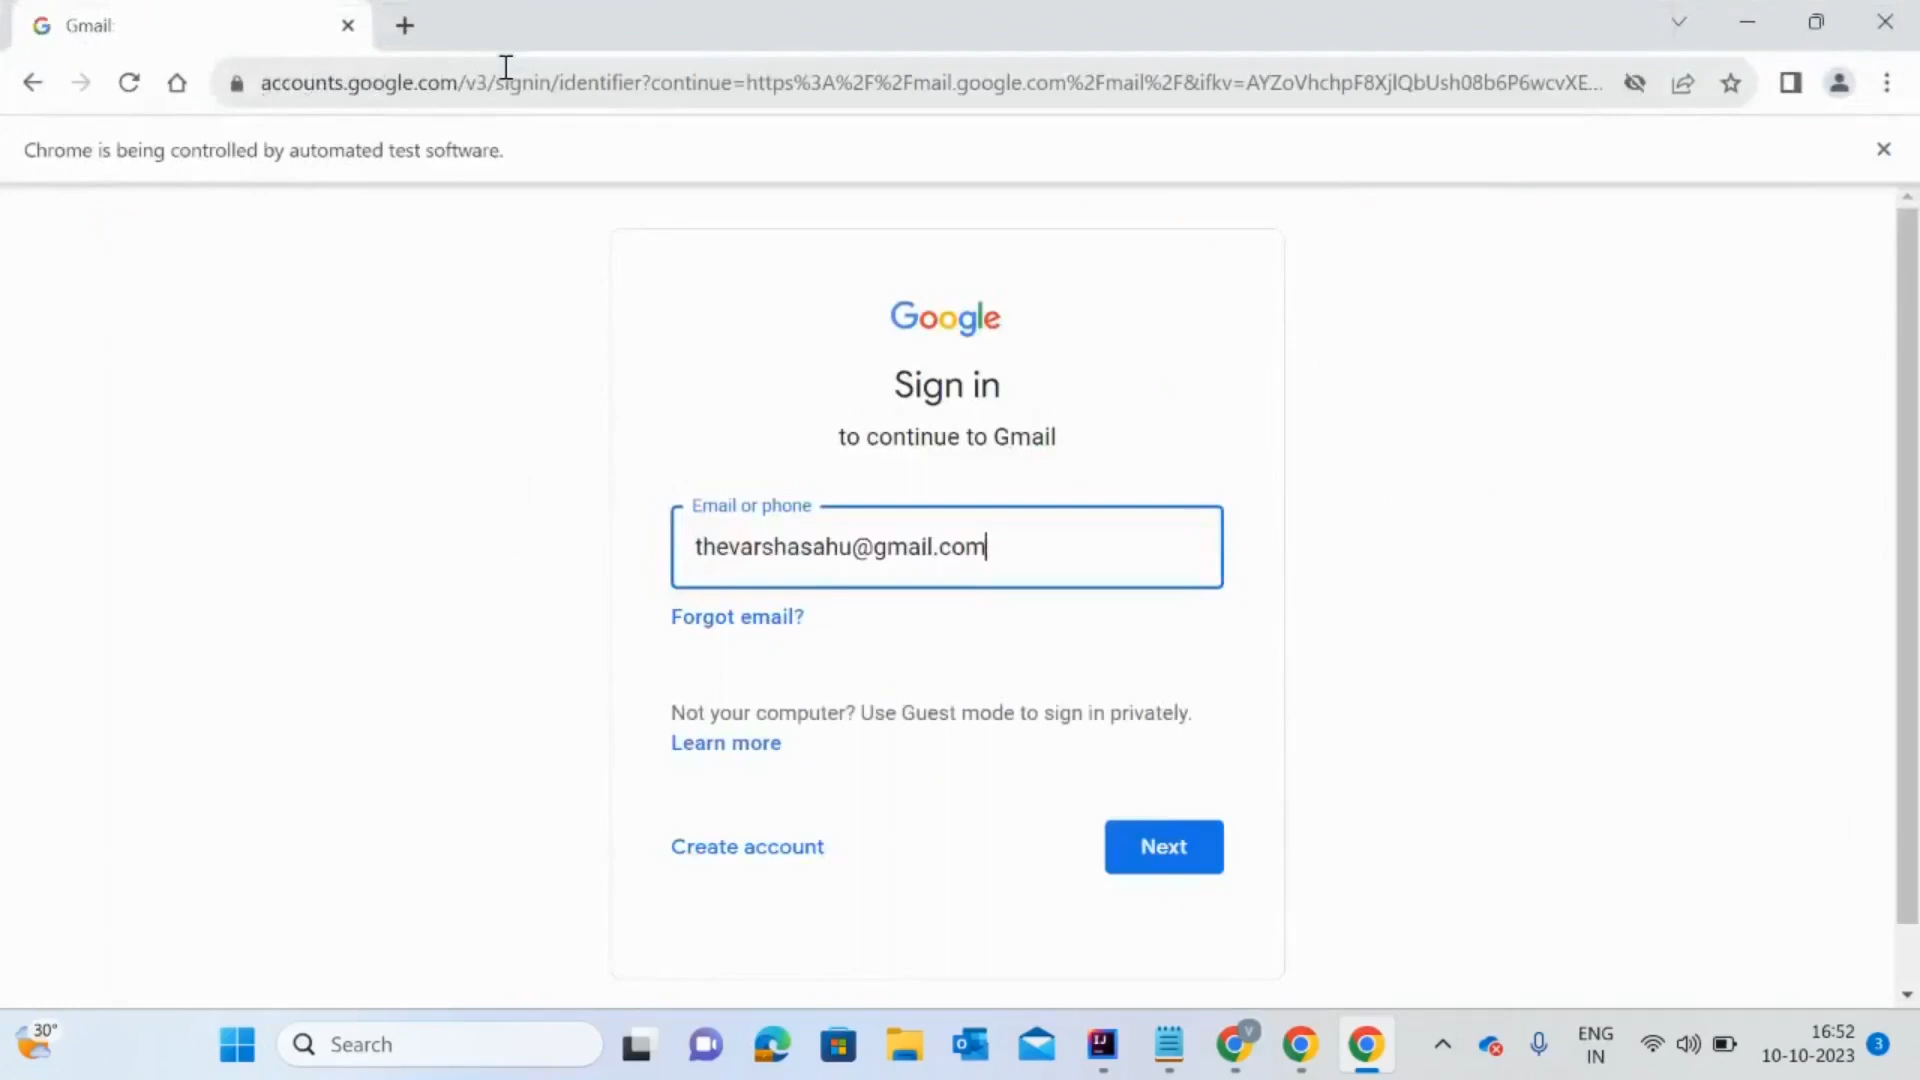 Gmail
accounts.google.com/v3/signin/identifier?continue=https%3A%2F%2Fmail.google.com%2Fmail%2F&ifkv=AYZoVhchpF8XjlQbUsh08b6P6wcvXE...
Chrome is being controlled by automated test software.
Google
Sign in
to continue to Gmail
Email or phone
thevarshasahu@gmail.com
Forgot email?
Not your computer? Use Guest mode to sign in privately.
Learn more
Create account
Next
30°
Search
V
ENG
IN
16:52
10-10-2023
3